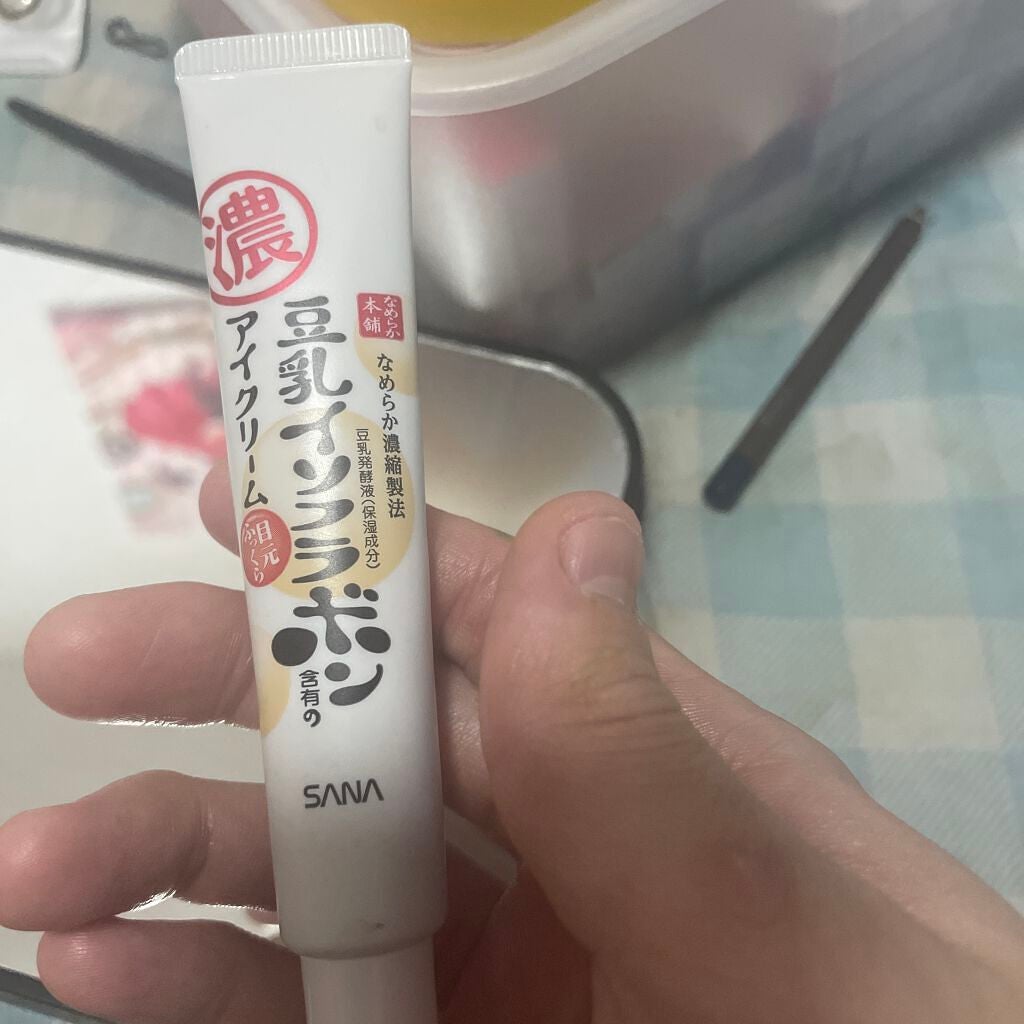 濃
なめらか
本舗
なめらか濃縮製法
豆乳発酵液(保湿成分)
豆乳イソフラボン
含有の
アイクリーム
目元
ふっくら
SANA